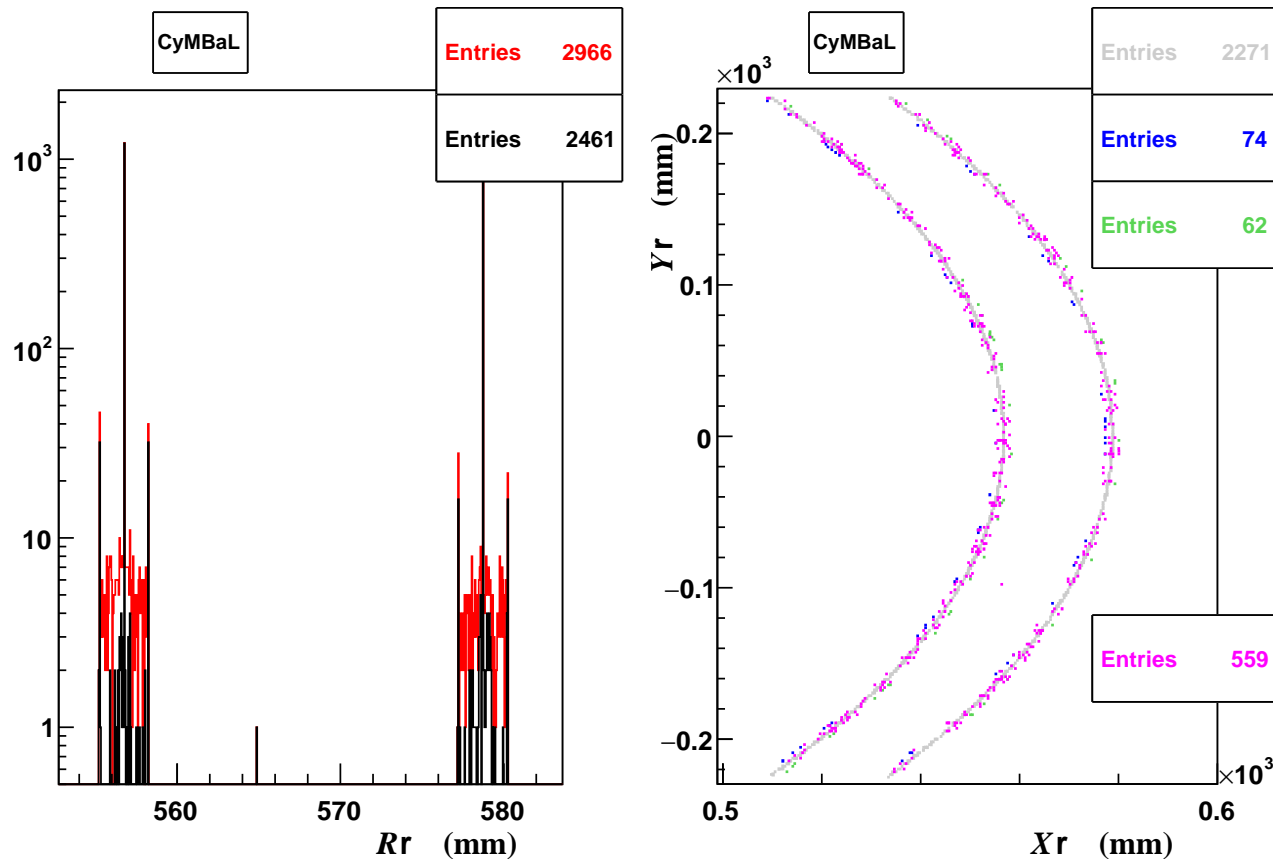 CyMBaL
Entries 2966
Entries 2461
10³
10²
10
1
560 570 580
Rr (mm)
CyMBaL
Entries 2271
Entries 74
Entries 62
Entries 559
×10³
0.2
0.1
0
−0.1
−0.2
Yr (mm)
0.5 0.6
×10³
Xr (mm)